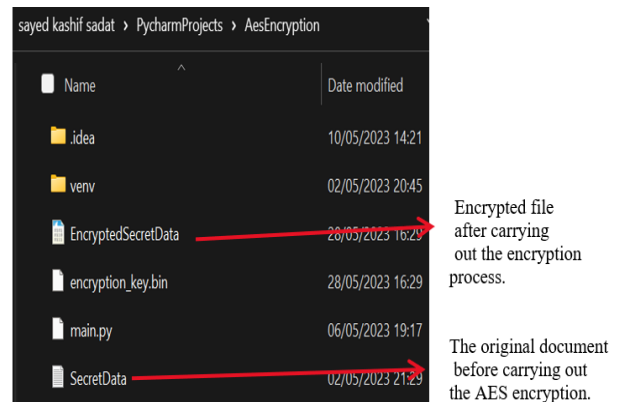 sayed kashif sadat > PycharmProjects > AesEncryption
Name Date modified
.idea 10/05/2023 14:21
venv 02/05/2023 20:45
EncryptedSecretData 28/05/2023 16:29
encryption_key.bin 28/05/2023 16:29
main.py 06/05/2023 19:17
SecretData 02/05/2023 21:29
Encrypted file
after carrying
out the encryption
process.
The original document
before carrying out
the AES encryption.